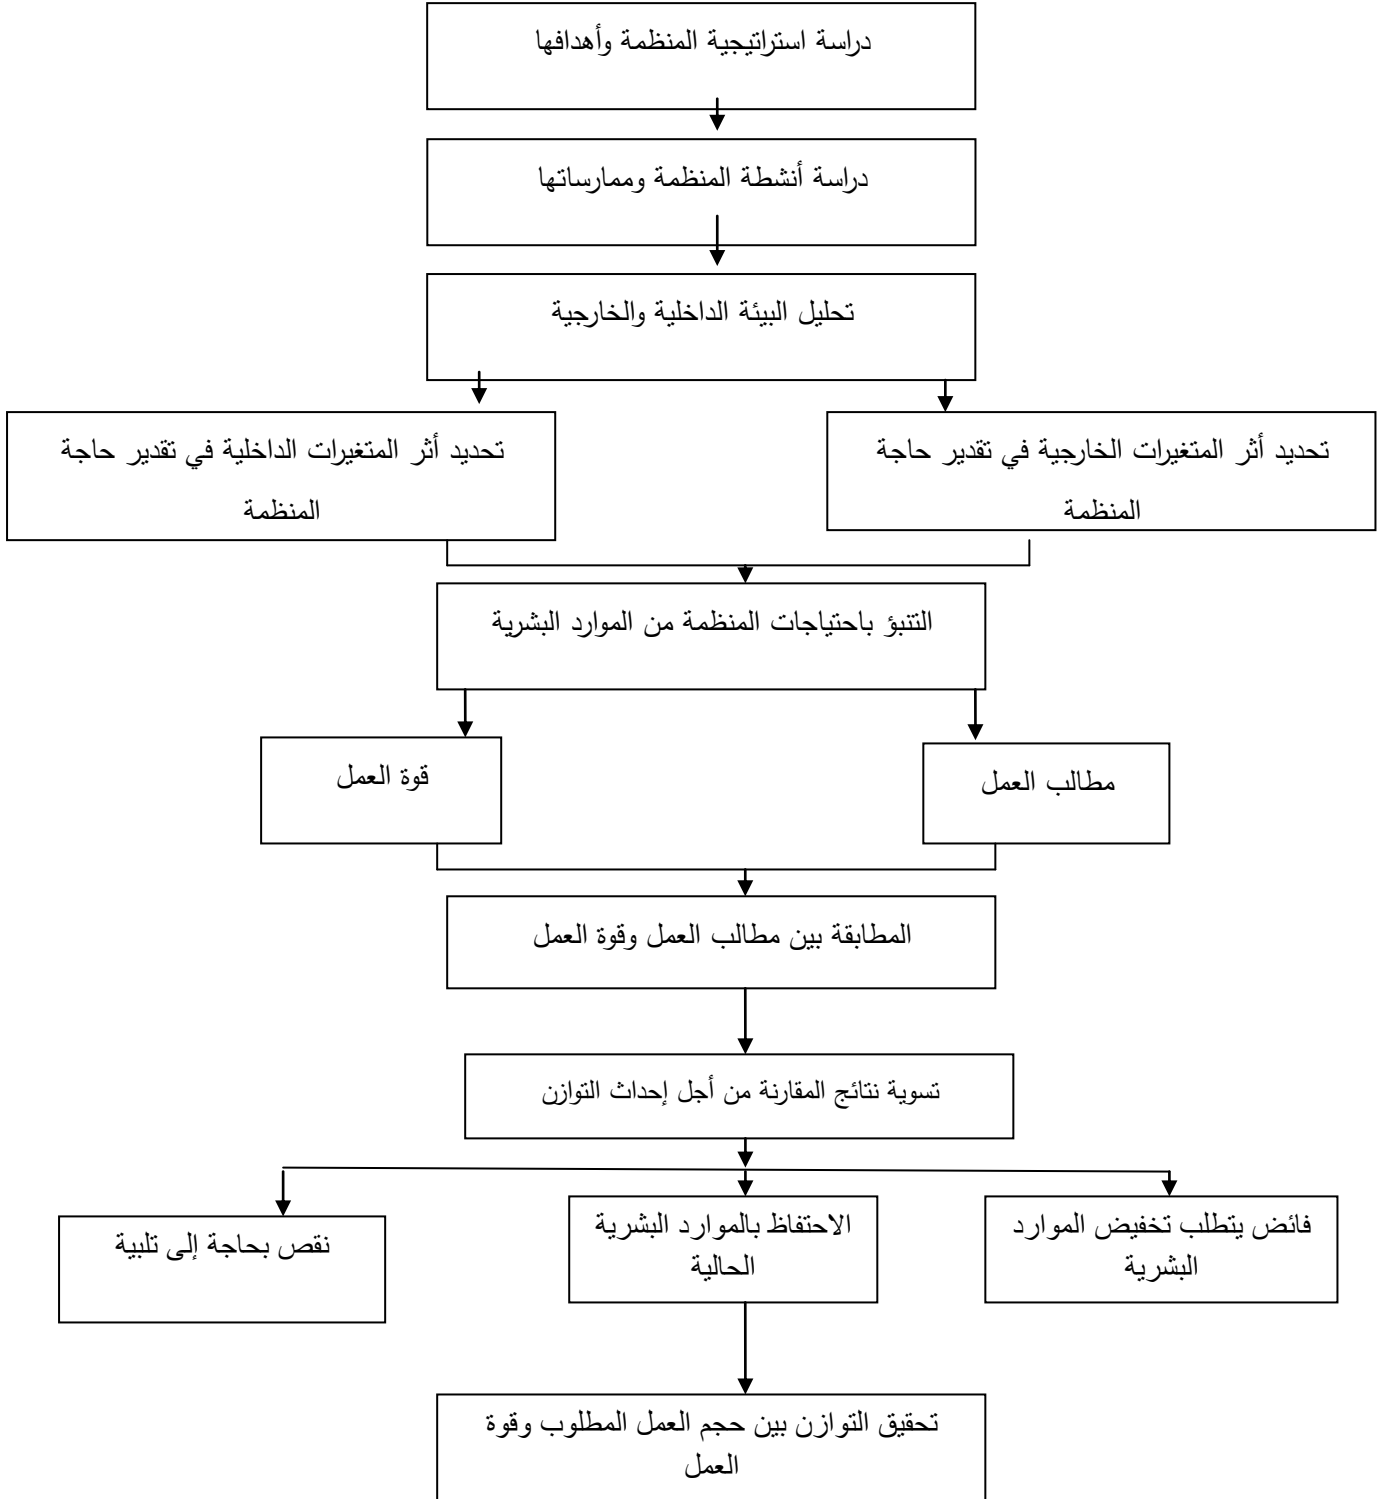 دراسة استراتيجية المنظمة وأهدافها
دراسة أنشطة المنظمة وممارساتها
تحليل البيئة الداخلية والخارجية
تحديد أثر المتغيرات الخارجية في تقدير حاجة
المنظمة
تحديد أثر المتغيرات الداخلية في تقدير حاجة
المنظمة
التنبؤ باحتياجات المنظمة من الموارد البشرية
مطالب العمل
قوة العمل
المطابقة بين مطالب العمل وقوة العمل
تسوية نتائج المقارنة من أجل إحداث التوازن
فائض يتطلب تخفيض الموارد
البشرية
الاحتفاظ بالموارد البشرية
الحالية
نقص بحاجة إلى تلبية
تحقيق التوازن بين حجم العمل المطلوب وقوة
العمل